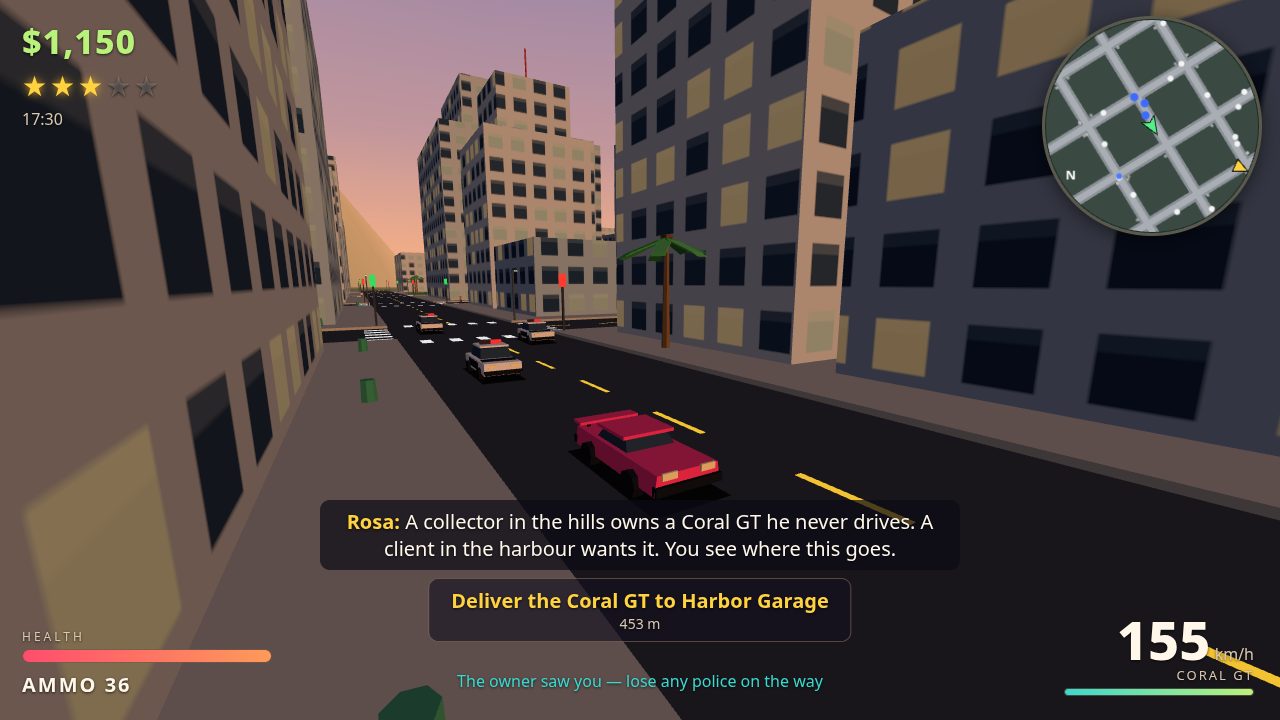 $1,150
17:30
N
Rosa: A collector in the hills owns a Coral GT he never drives. A
client in the harbour wants it. You see where this goes.
Deliver the Coral GT to Harbor Garage
453 m
The owner saw you — lose any police on the way
HEALTH
AMMO 36
155 km/h
CORAL GT